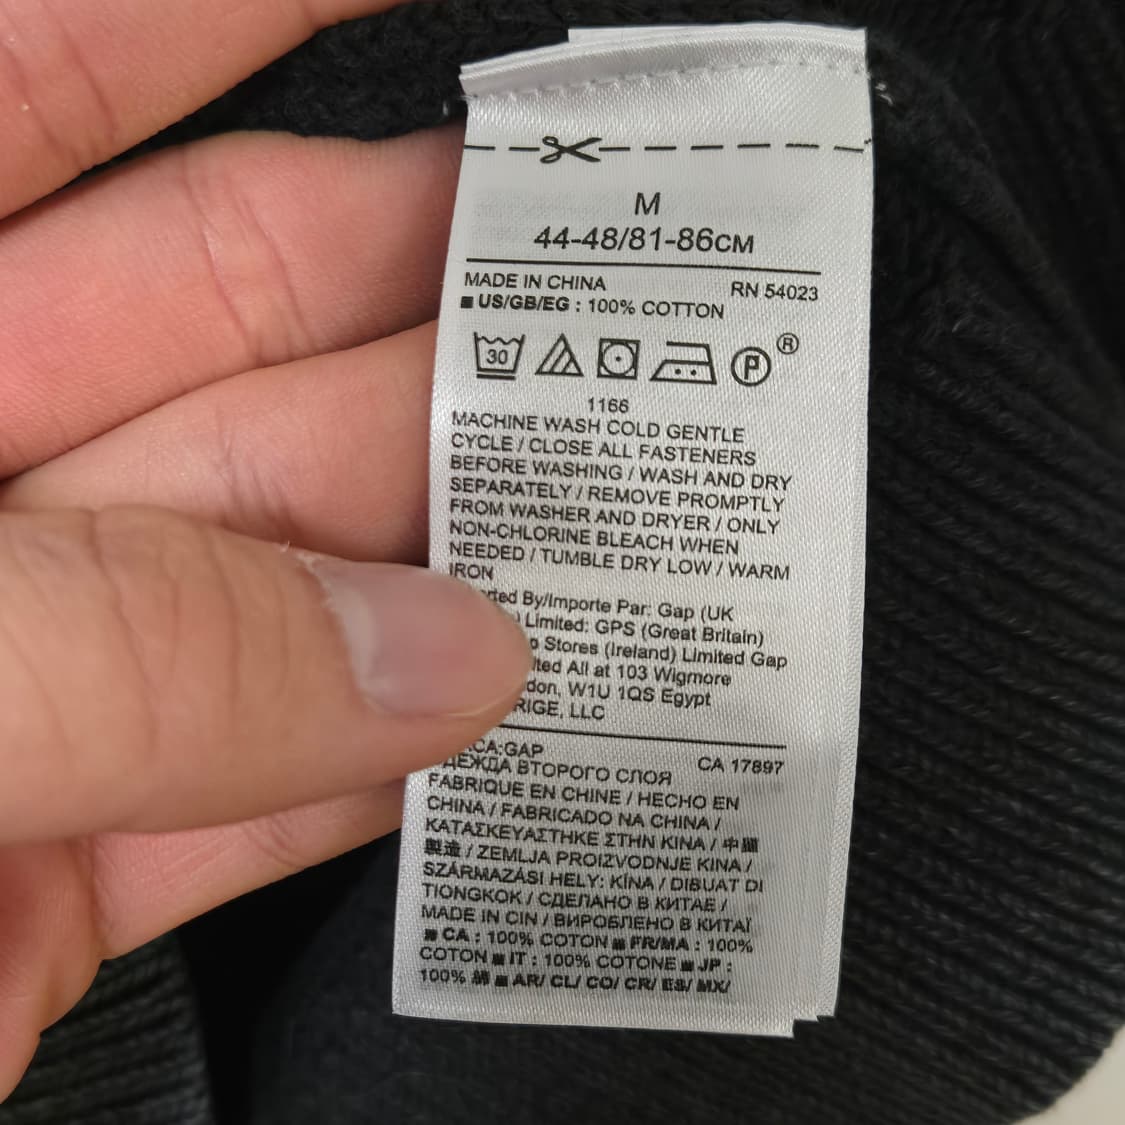 M
44-48/81-86CM
MADE IN CHINA RN 54023
■ US/GB/EG : 100% COTTON
30 P ®
1166
MACHINE WASH COLD GENTLE
CYCLE / CLOSE ALL FASTENERS
BEFORE WASHING / WASH AND DRY
SEPARATELY / REMOVE PROMPTLY
FROM WASHER AND DRYER / ONLY
NON-CHLORINE BLEACH WHEN
NEEDED / TUMBLE DRY LOW / WARM
IRON
By/Importe Par: Gap (UK
) Limited: GPS (Great Britain)
Stores (Ireland) Limited Gap
All at 103 Wigmore
W1U 1QS Egypt
LLC
:GAP CA 17897
ОДЕЖДА ВТОРОГО СЛОЯ
FABRIQUE EN CHINE / HECHO EN
CHINA / FABRICADO NA CHINA /
ΚΑΤΑΣΚΕΥΑΣΤΗΚΕ ΣΤΗΝ ΚΙΝΑ / 中國
製造 / ZEMLJA PROIZVODNJE KINA /
SZÁRMAZÁSI HELY: KÍNA / DIBUAT DI
TIONGKOK / СДЕЛАНО В КИТАЕ /
MADE IN CIN / ВИРОБЛЕНО В КИТАЇ
■ CA : 100% COTON ■ FR/MA : 100%
COTON ■ IT : 100% COTONE ■ JP :
100% 綿 ■ AR/ CL/ CO/ CR/ ES/ MX/